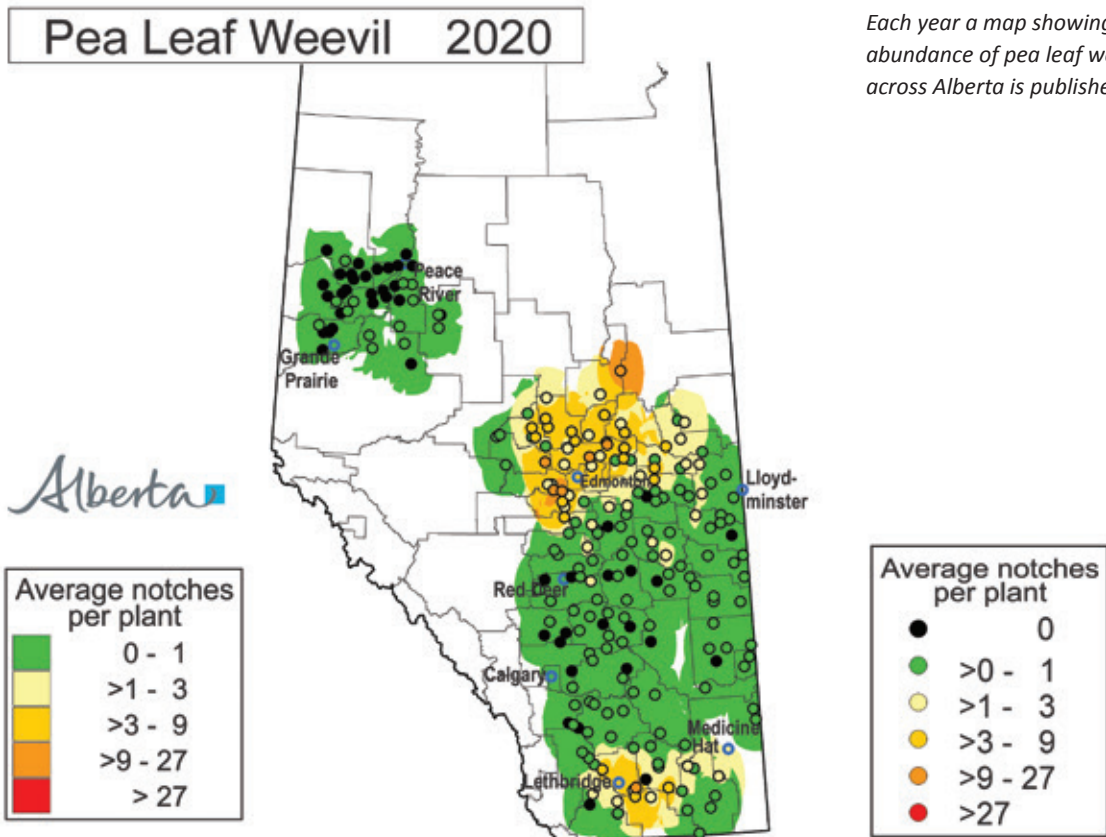 Pea Leaf Weevil 2020
Each year a map showing
abundance of pea leaf we
across Alberta is publishe
Peace
River
Grande
Prairie
Edmonton
Lloyd-
minster
Alberta
Red Deer
Calgary
Medicine
Hat
Lethbridge
Average notches
per plant
0 - 1
>1 - 3
>3 - 9
>9 - 27
> 27
Average notches
per plant
0
>0 - 1
>1 - 3
>3 - 9
>9 - 27
>27